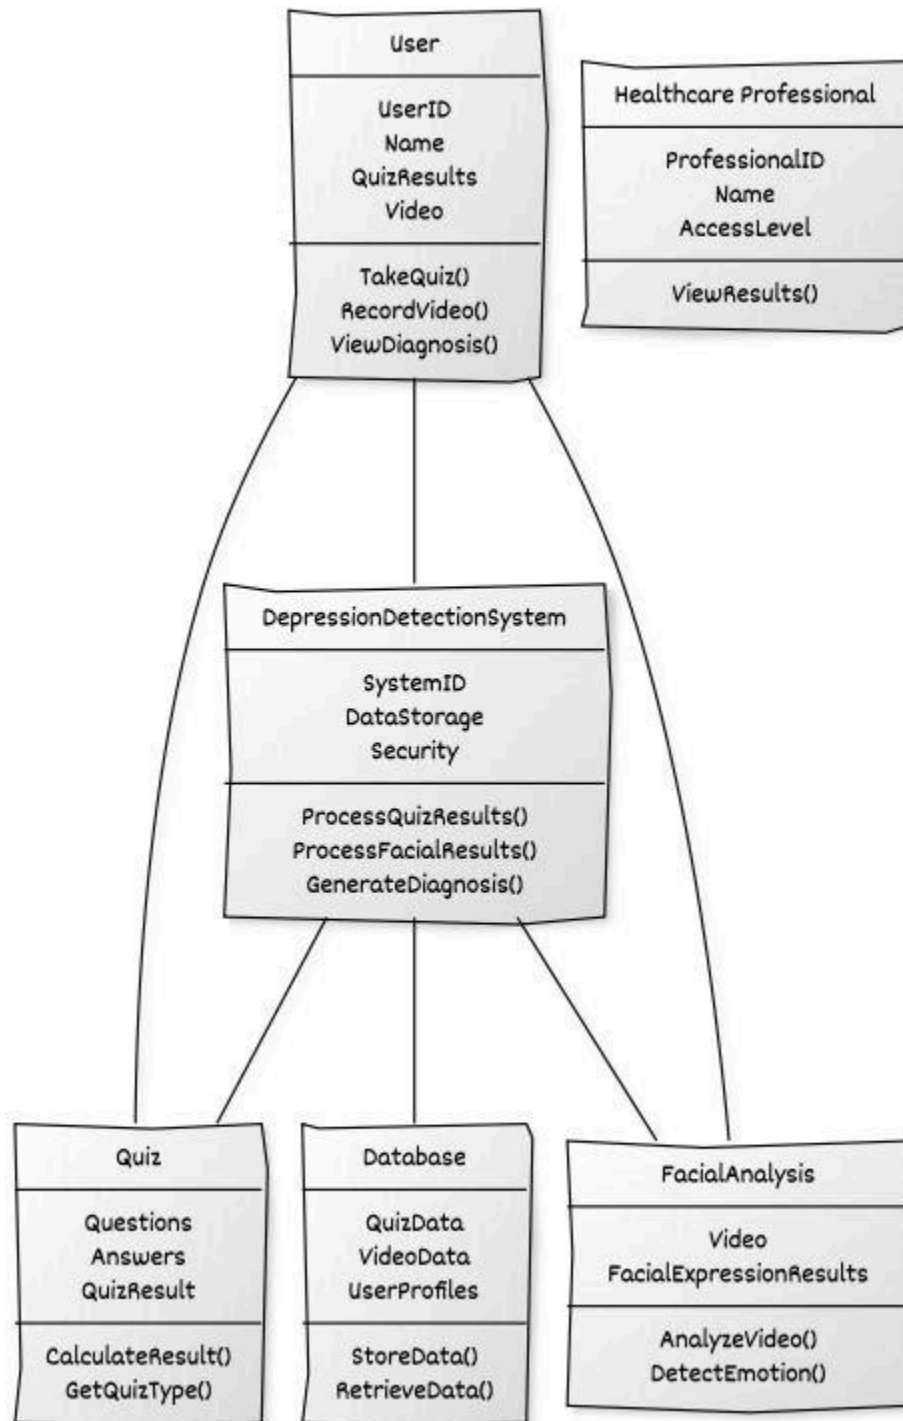 User
UserID
Name
QuizResults
Video
TakeQuiz()
RecordVideo()
ViewDiagnosis()
Healthcare Professional
ProfessionalID
Name
AccessLevel
ViewResults()
DepressionDetectionSystem
SystemID
DataStorage
Security
ProcessQuizResults()
ProcessFacialResults()
GenerateDiagnosis()
Quiz
Questions
Answers
QuizResult
CalculateResult()
GetQuizType()
Database
QuizData
VideoData
UserProfiles
StoreData()
RetrieveData()
FacialAnalysis
Video
FacialExpressionResults
AnalyzeVideo()
DetectEmotion()